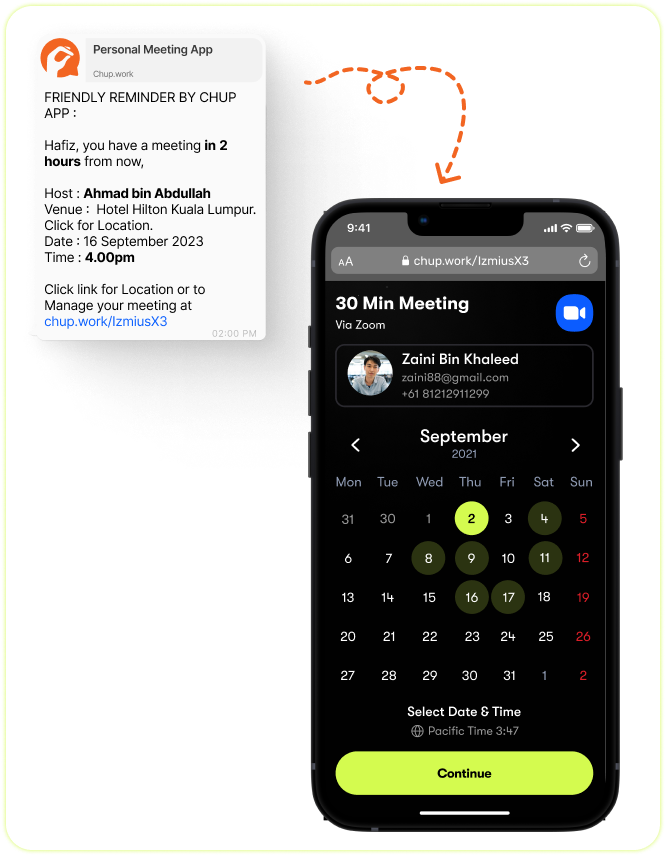 Personal Meeting App
Chup.work
FRIENDLY REMINDER BY CHUP
APP :
Hafiz, you have a meeting in 2
hours from now,
Host : Ahmad bin Abdullah
Venue : Hotel Hilton Kuala Lumpur.
Click for Location.
Date : 16 September 2023
Time : 4.00pm
Click link for Location or to
Manage your meeting at
chup.work/IzmiusX3
02:00 PM
9:41
AA chup.work/IzmiusX3
30 Min Meeting
Via Zoom
Zaini Bin Khaleed
zaini88@gmail.com
+61 81212911299
September
2021
Mon Tue Wed Thu Fri Sat Sun
31 30 1 2 3 4 5
6 7 8 9 10 11 12
13 14 15 16 17 18 19
20 21 22 23 24 25 26
27 28 29 30 31 1 2
Select Date & Time
Pacific Time 3:47
Continue